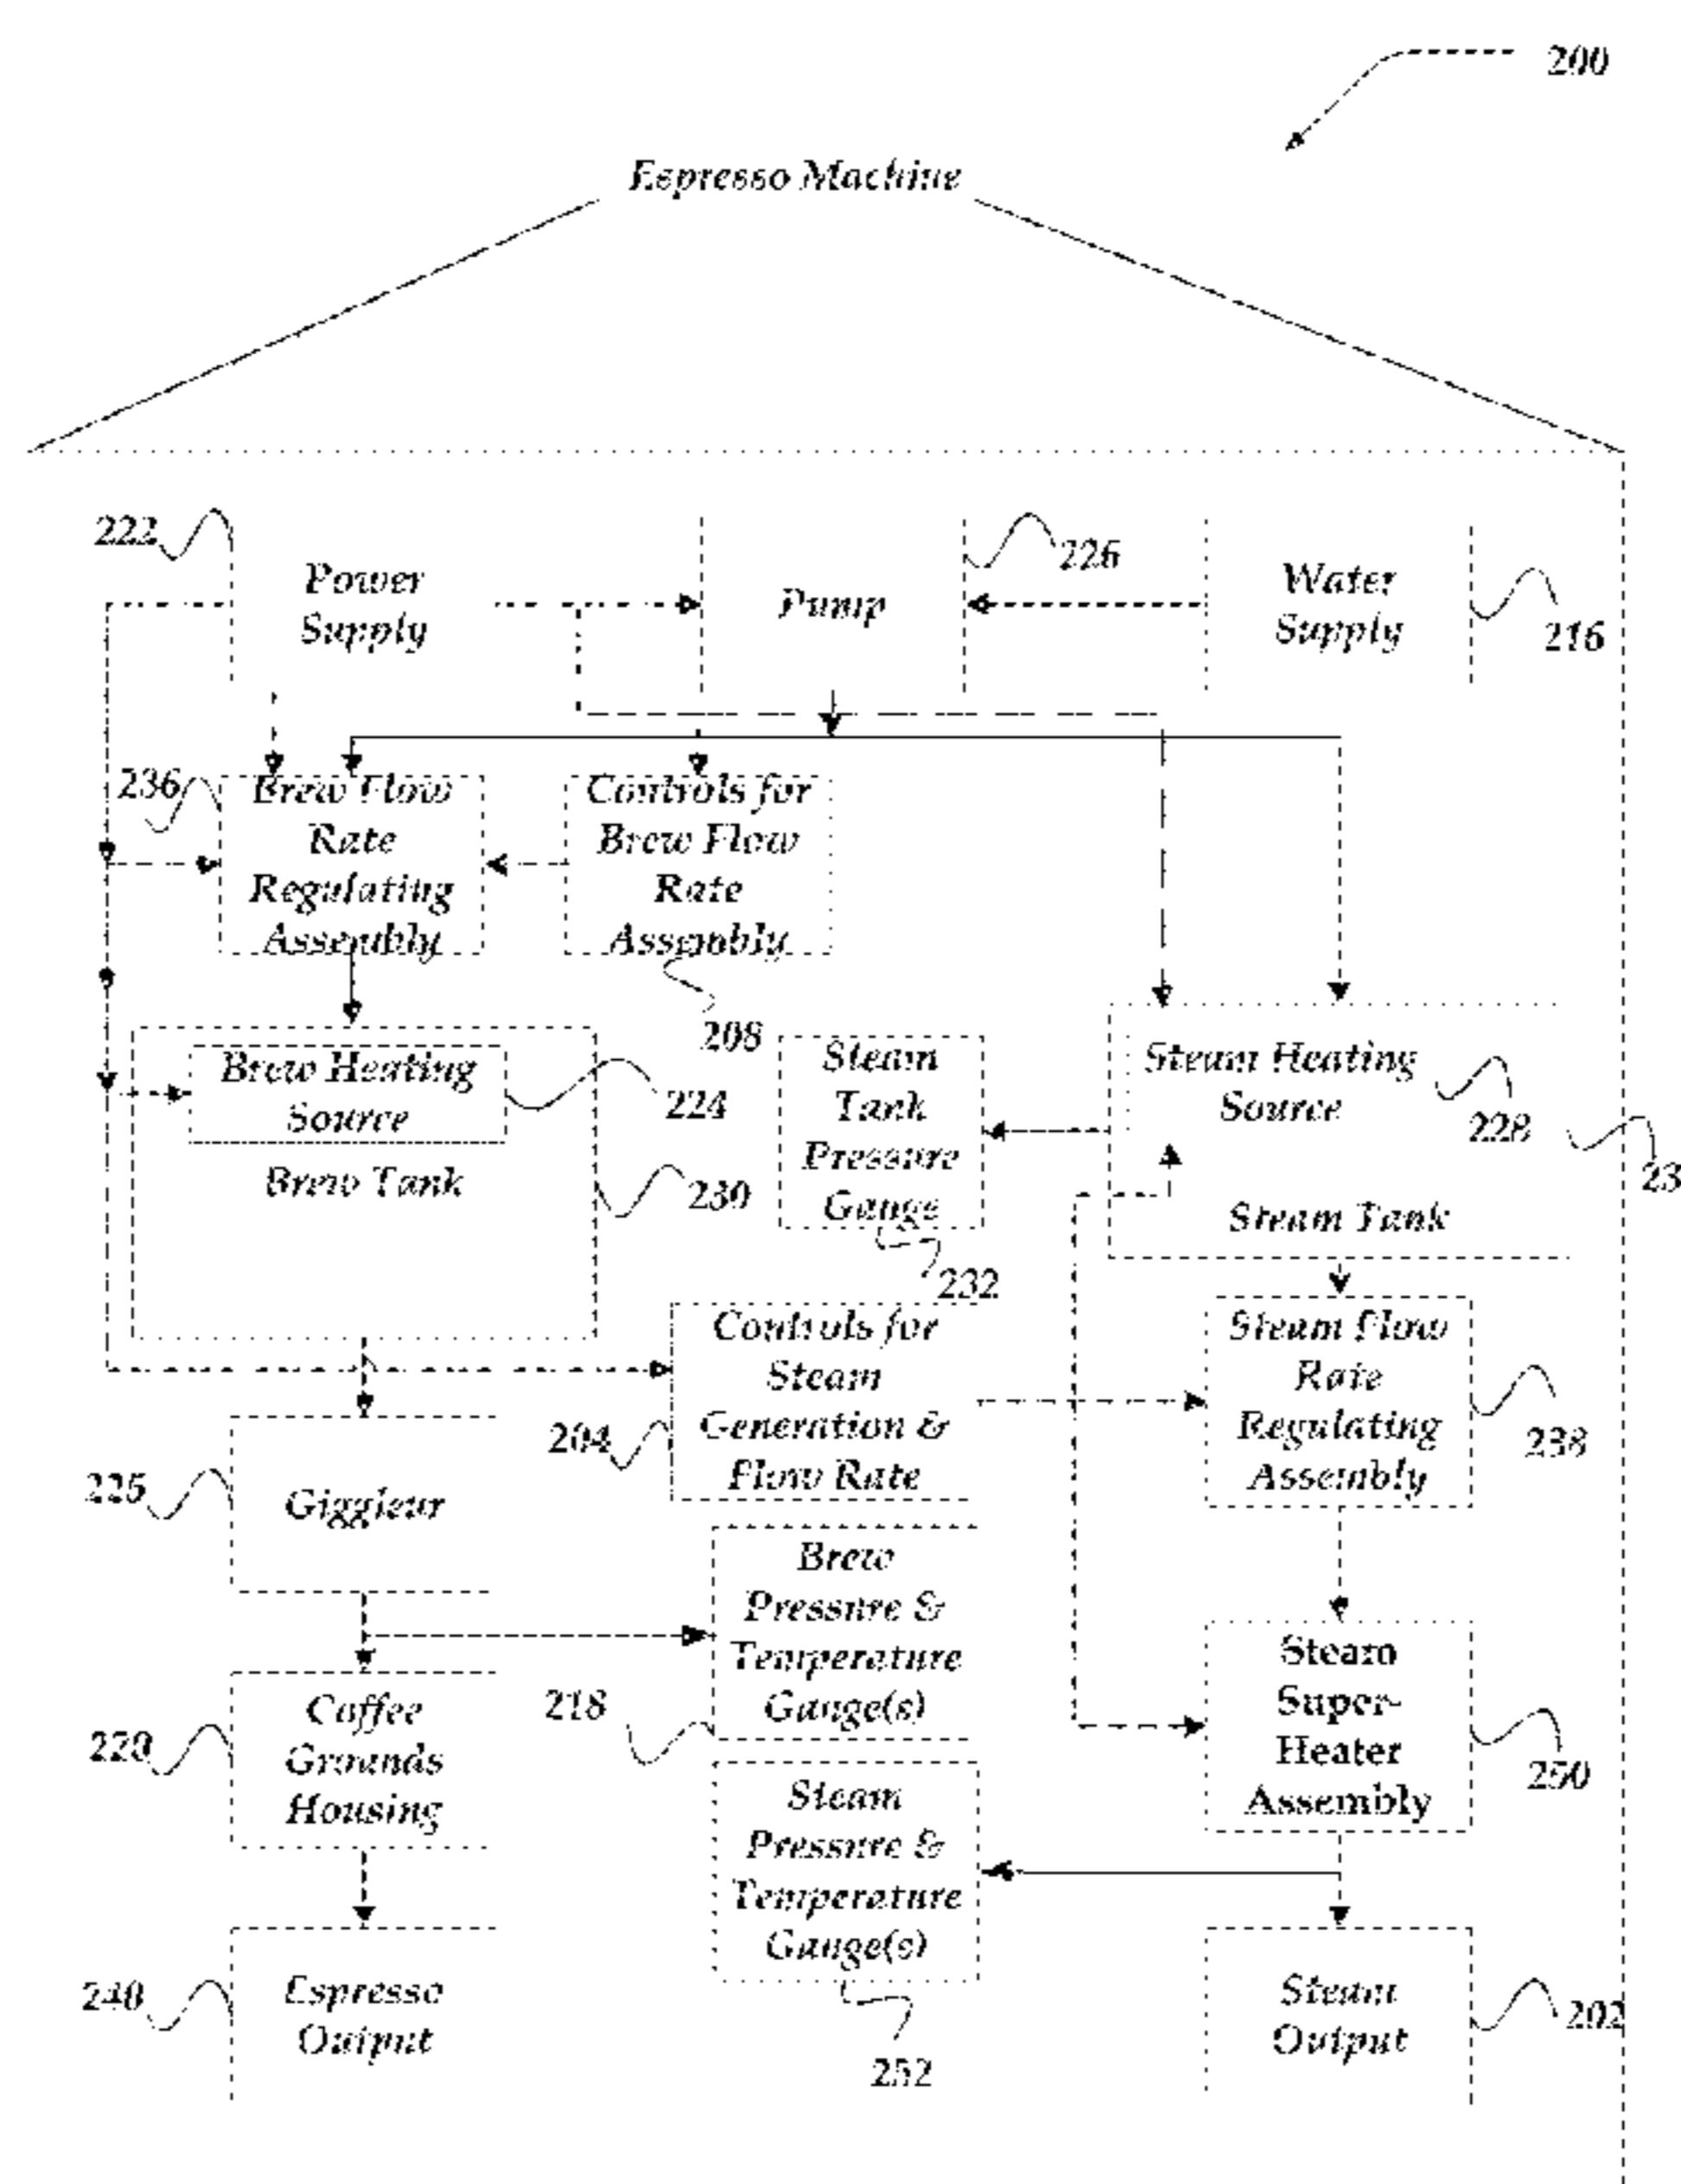 200
Espresso Machine
222
Power
Supply
Pump
226
Water
Supply
216
236
Brew Flow
Rate
Regulating
Assembly
Controls for
Brew Flow
Rate
Assembly
208
Brew Heating
Source
224
Brew Tank
230
Steam
Tank
Pressure
Gauge
232
Steam Heating
Source
228
23
Steam Tank
Controls for
Steam
Generation &
Flow Rate
204
Steam Flow
Rate
Regulating
Assembly
238
225
Giggleur
Brew
Pressure &
Temperature
Gauge(s)
218
Steam
Super-
Heater
Assembly
250
220
Coffee
Grounds
Housing
Steam
Pressure &
Temperature
Gauge(s)
252
240
Espresso
Output
Steam
Output
202